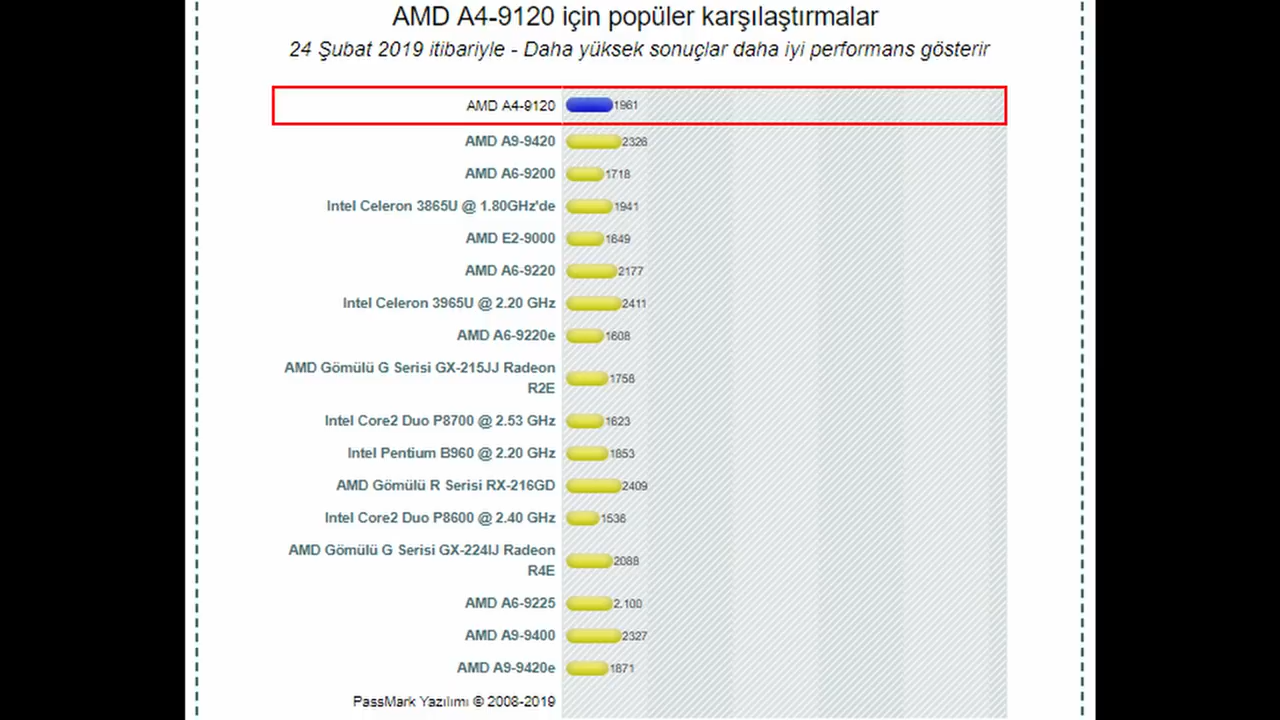 AMD A4-9120 için popüler karşılaştırmalar
24 Şubat 2019 itibariyle - Daha yüksek sonuçlar daha iyi performans gösterir
AMD A4-9120 1961
AMD A9-9420 2326
AMD A6-9200 1718
Intel Celeron 3865U @ 1.80GHz'de 1941
AMD E2-9000 1649
AMD A6-9220 2177
Intel Celeron 3965U @ 2.20 GHz 2411
AMD A6-9220e 1608
AMD Gömülü G Serisi GX-215JJ Radeon
R2E 1758
Intel Core2 Duo P8700 @ 2.53 GHz 1623
Intel Pentium B960 @ 2.20 GHz 1853
AMD Gömülü R Serisi RX-216GD 2409
Intel Core2 Duo P8600 @ 2.40 GHz 1536
AMD Gömülü G Serisi GX-224IJ Radeon
R4E 2088
AMD A6-9225 2.100
AMD A9-9400 2327
AMD A9-9420e 1871
PassMark Yazılımı © 2008-2019